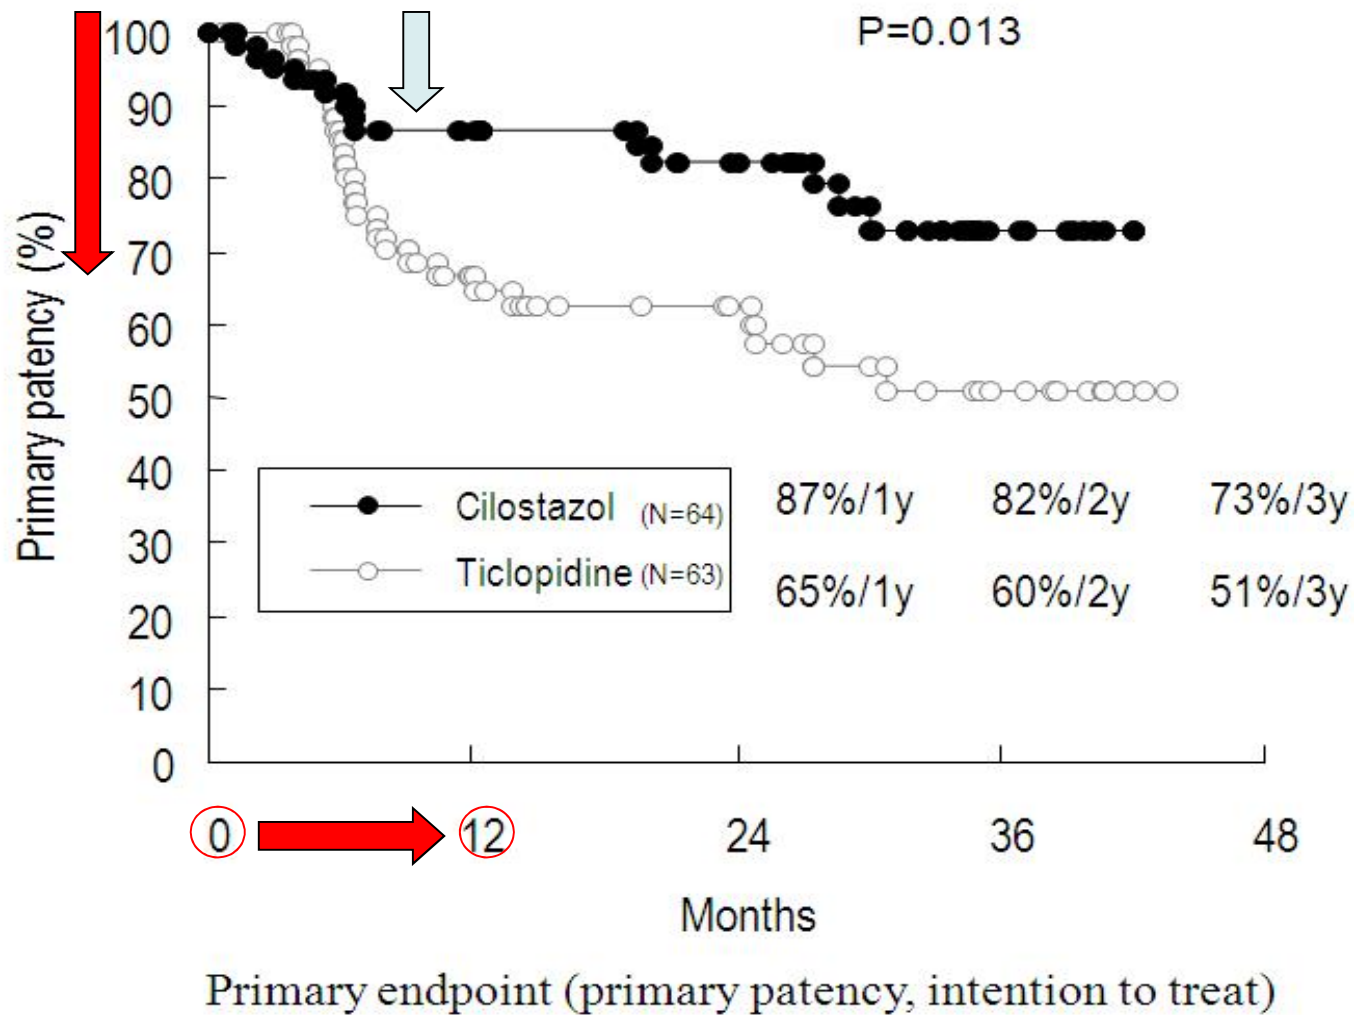 P=0.013
100
90
80
70
60
50
40
30
20
10
0
Primary patency (%)
Cilostazol (N=64) 87%/1y 82%/2y 73%/3y
Ticlopidine (N=63) 65%/1y 60%/2y 51%/3y
0 12 24 36 48
Months
Primary endpoint (primary patency, intention to treat)